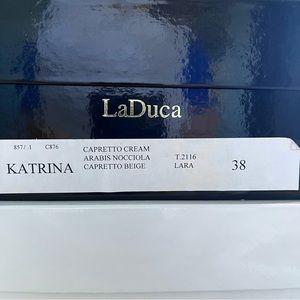 LaDuca
857/ 1 C876 CAPRETTO CREAM
ARABIS NOCCIOLA T.2116
KATRINA CAPRETTO BEIGE LARA 38